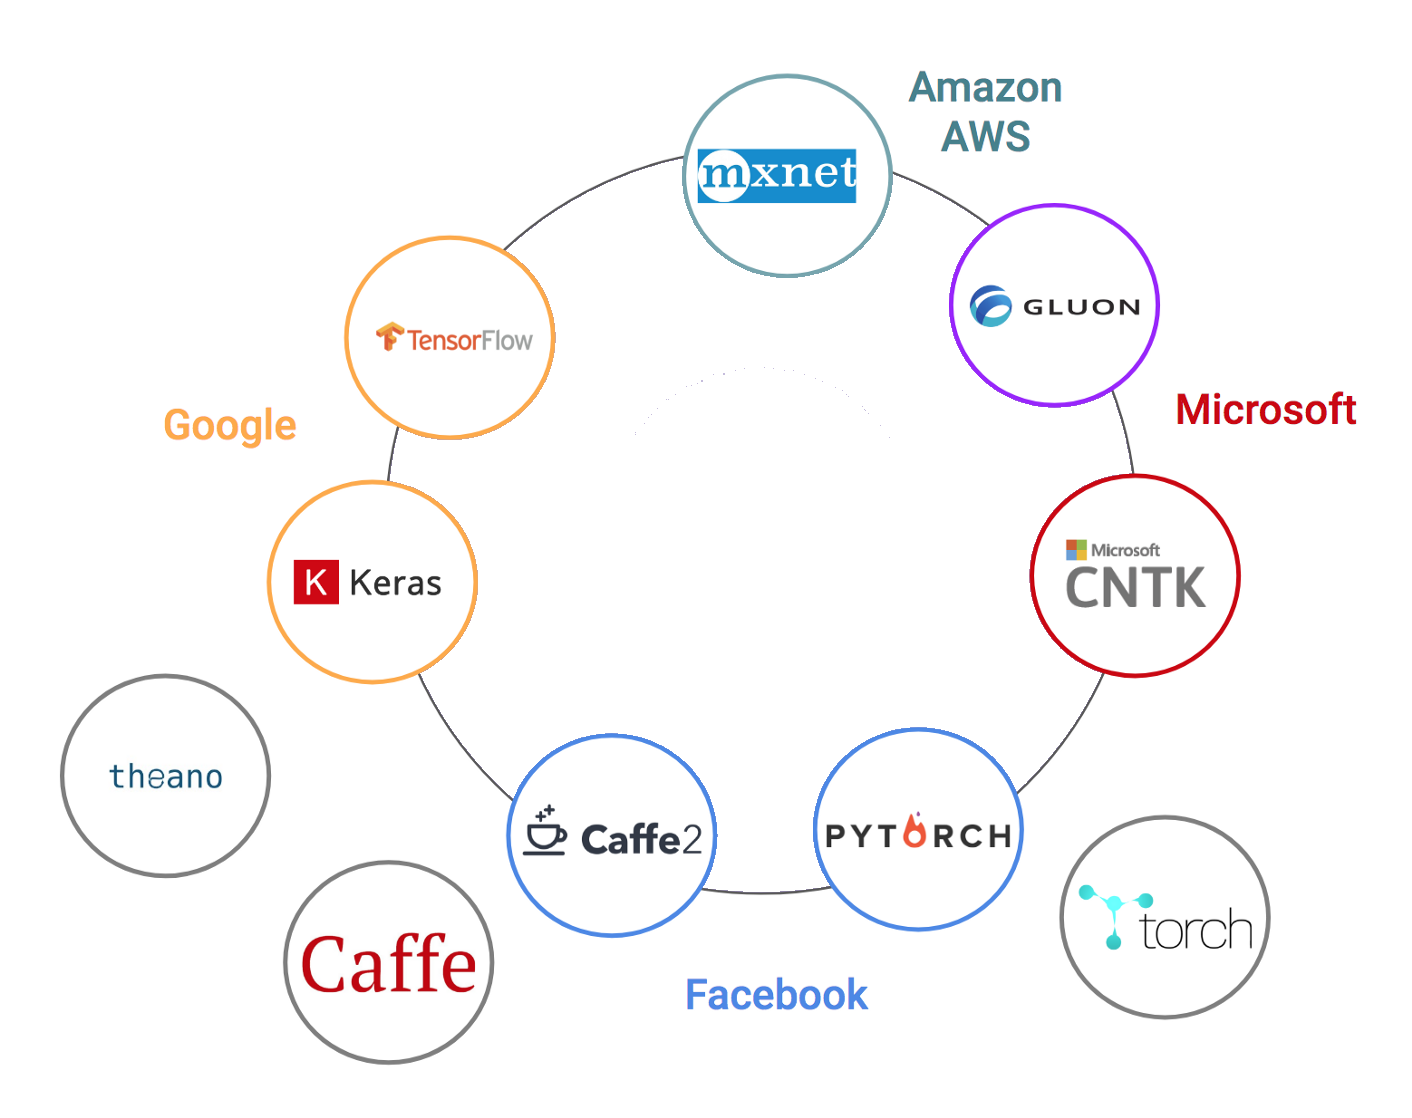 Amazon
AWS
mxnet
GLUON
TensorFlow
Microsoft
Google
Microsoft
CNTK
K Keras
theano
Caffe2
PYTORCH
torch
Caffe
Facebook